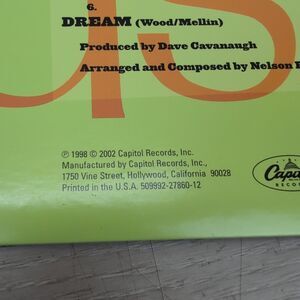 6.
DREAM (Wood/Mellin)
Produced by Dave Cavanaugh
Arranged and Composed by Nelson
℗ 1998 © 2002 Capitol Records, Inc.
Manufactured by Capitol Records, Inc.,
1750 Vine Street, Hollywood, California 90028
Printed in the U.S.A. 509992-27860-12